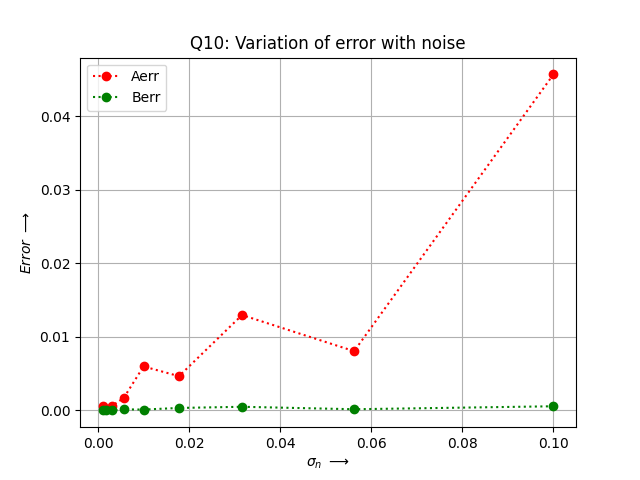 Q10: Variation of error with noise
Aerr
Berr
0.04
0.03
0.02
0.01
0.00
Error ⟶
0.00 0.02 0.04 0.06 0.08 0.10
σₙ ⟶